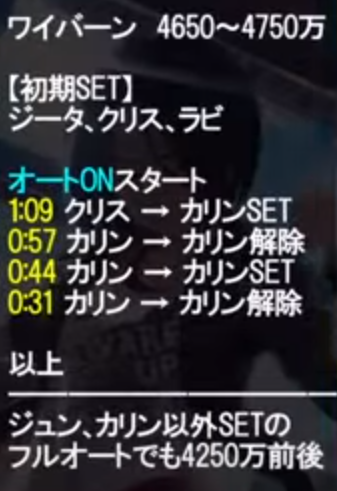 ワイバーン 4650～4750万
【初期SET】
ジータ、クリス、ラビ
オートONスタート
1:09 クリス → カリンSET
0:57 カリン → カリン解除
0:44 カリン → カリンSET
0:31 カリン → カリン解除
以上
ジュン、カリン以外SETの
フルオートでも4250万前後